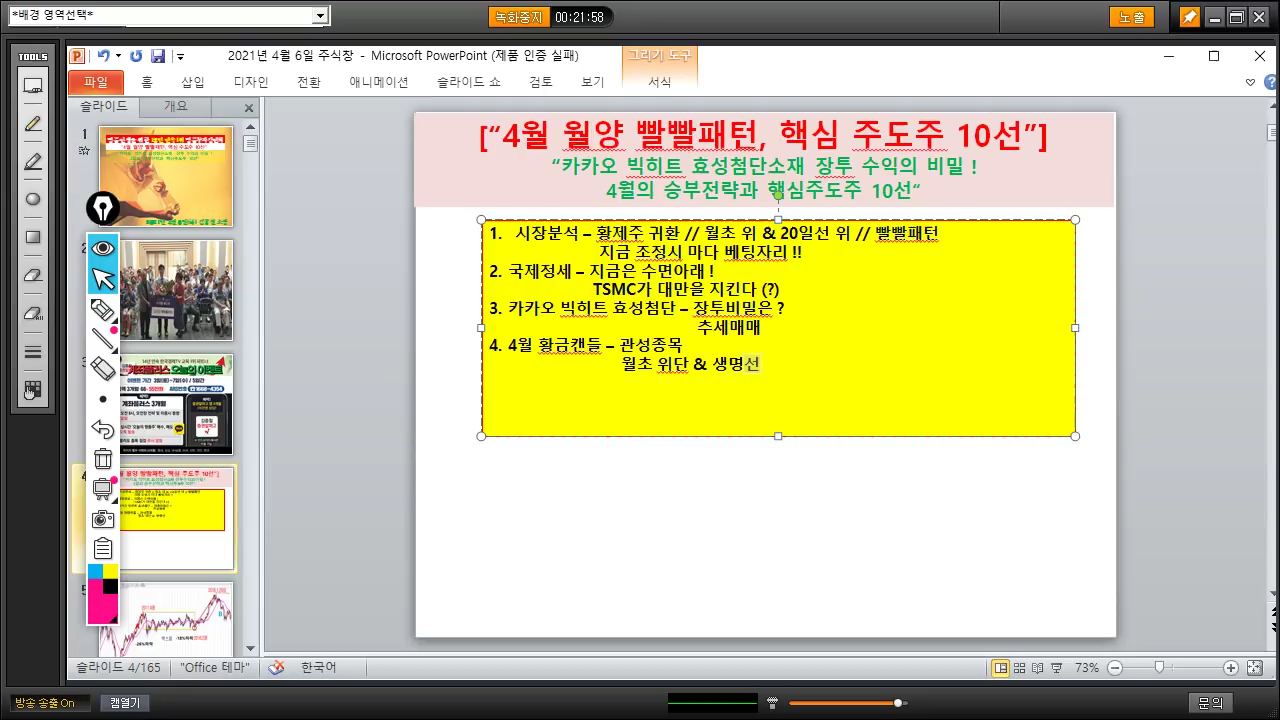 *배경 영역선택*
녹화중지 00:21:58
노 출
TOOLS
2021년 4월 6일 주식창 - Microsoft PowerPoint (제품 인증 실패)
그리기 도구
파일 홈 삽입 디자인 전환 애니메이션 슬라이드 쇼 검토 보기 서식
슬라이드 개요
["4월 월양 빨빨패턴, 핵심 주도주 10선"]
"카카오 빅히트 효성첨단소재 장투 수익의 비밀 !
4월의 승부전략과 핵심주도주 10선"
1. 시장분석 – 황제주 귀환 // 월초 위 & 20일선 위 // 빨빨패턴
지금 조정시 마다 베팅자리 !!
2. 국제정세 – 지금은 수면아래 !
TSMC가 대만을 지킨다 (?)
3. 카카오 빅히트 효성첨단 – 장투비밀은 ?
추세매매
4. 4월 황금캔들 – 관성종목
월초 위단 & 생명선
1
계좌플러스 3개월
슬라이드 4/165 "Office 테마" 한국어 73%
방송 송출 On 캠열기 문의